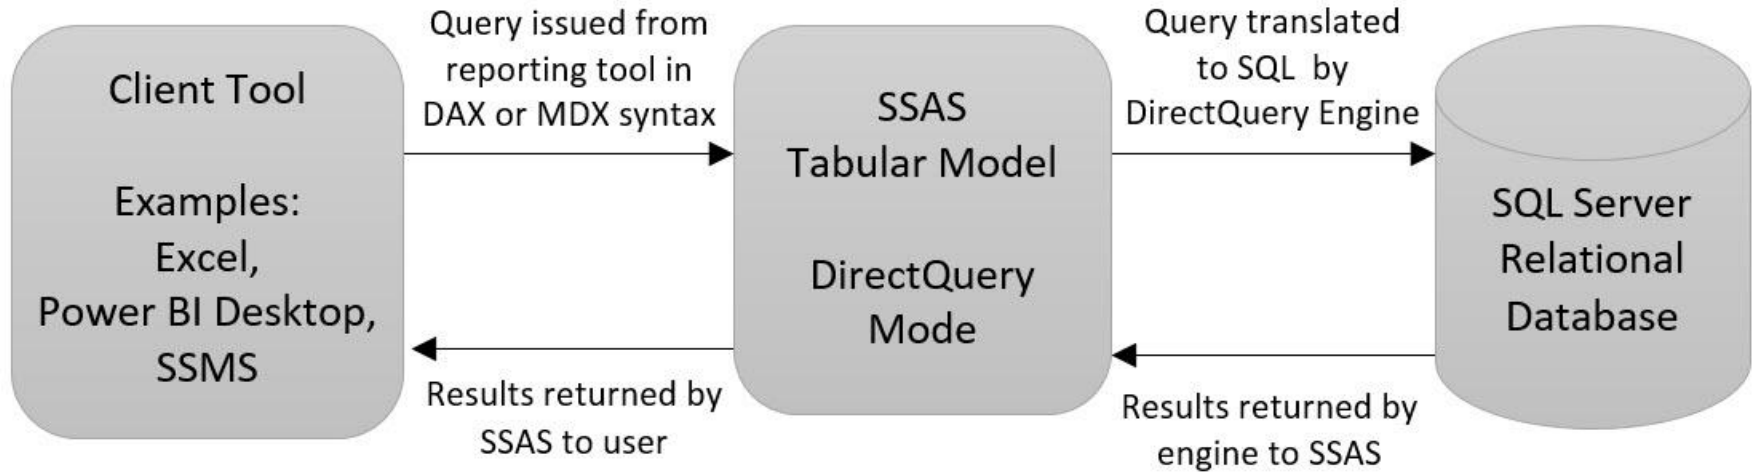 Client Tool
Examples:
Excel,
Power BI Desktop,
SSMS
Query issued from
reporting tool in
DAX or MDX syntax
Results returned by
SSAS to user
SSAS
Tabular Model
DirectQuery
Mode
Query translated
to SQL by
DirectQuery Engine
Results returned by
engine to SSAS
SQL Server
Relational
Database